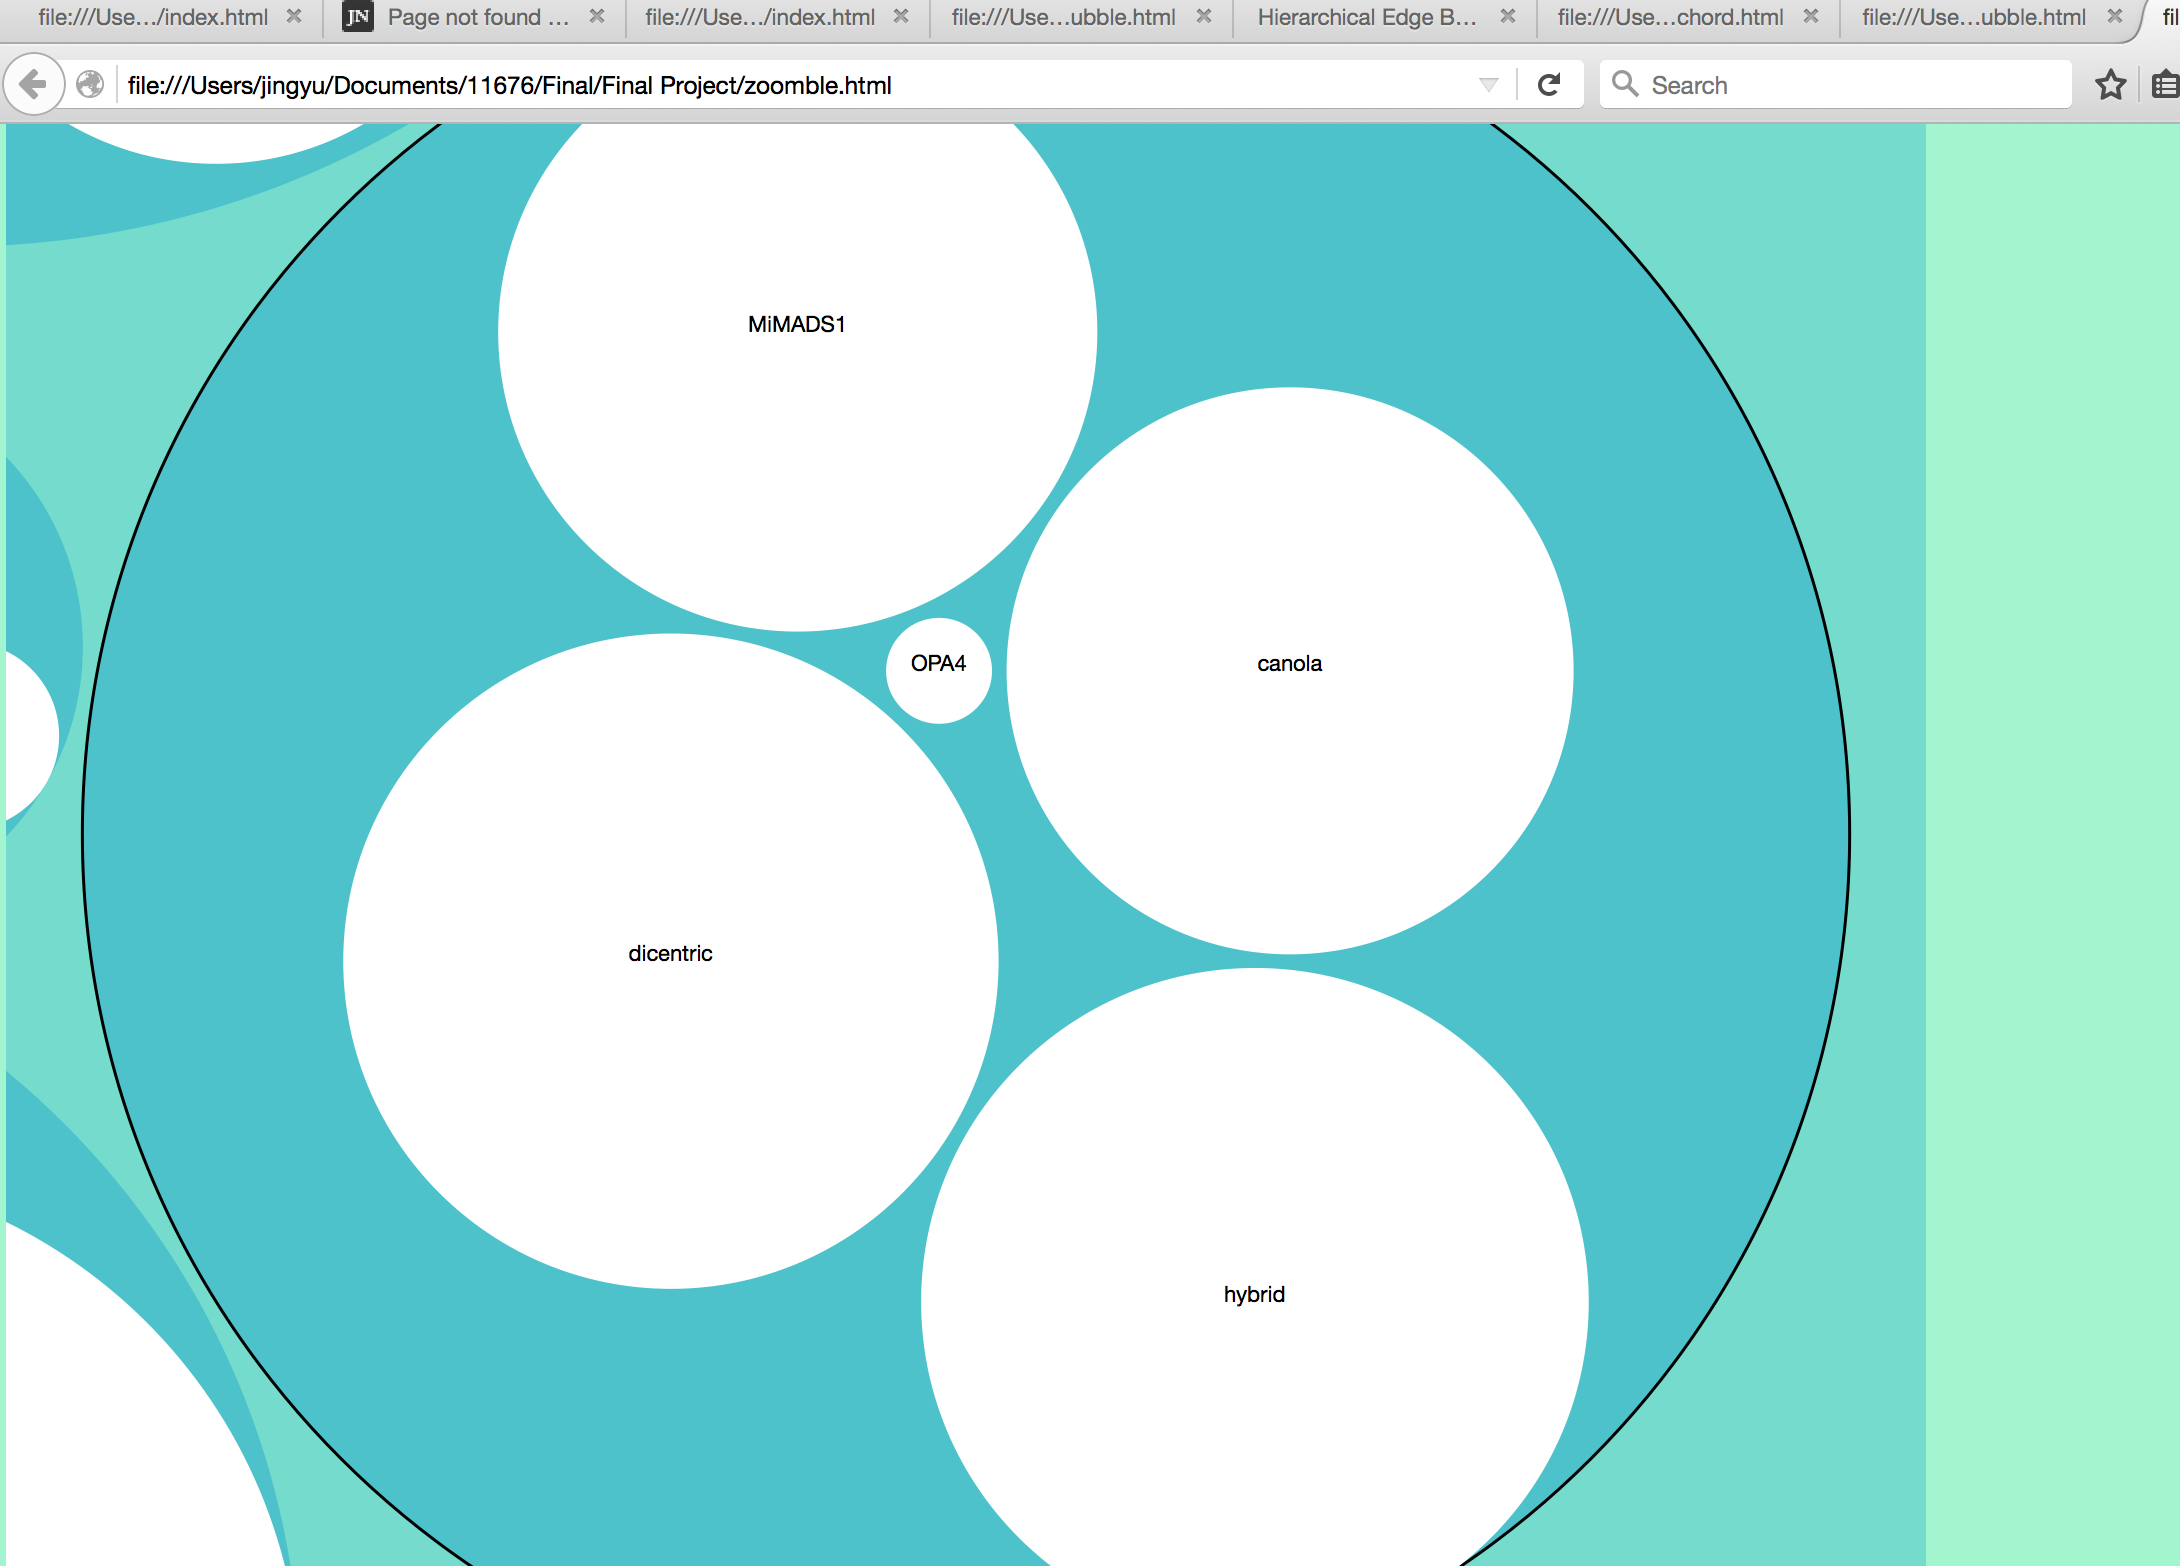 file:///Use.../index.html
JN Page not found ...
file:///Use.../index.html
file:///Use...ubble.html
Hierarchical Edge B...
file:///Use...chord.html
file:///Use...ubble.html
fil
file:///Users/jingyu/Documents/11676/Final/Final Project/zoomble.html
Search
MiMADS1
OPA4
canola
dicentric
hybrid